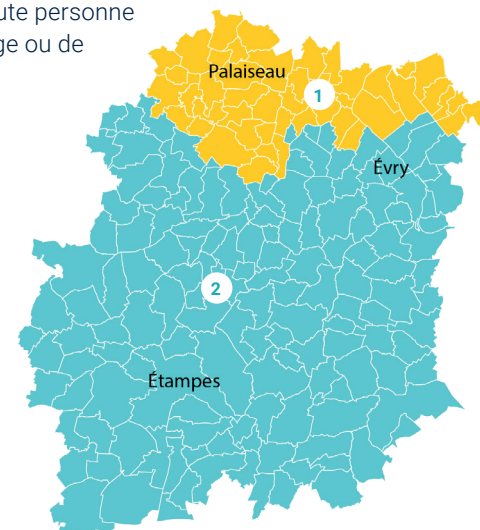 ute personne
ge ou de
Palaiseau
1
Évry
2
Étampes